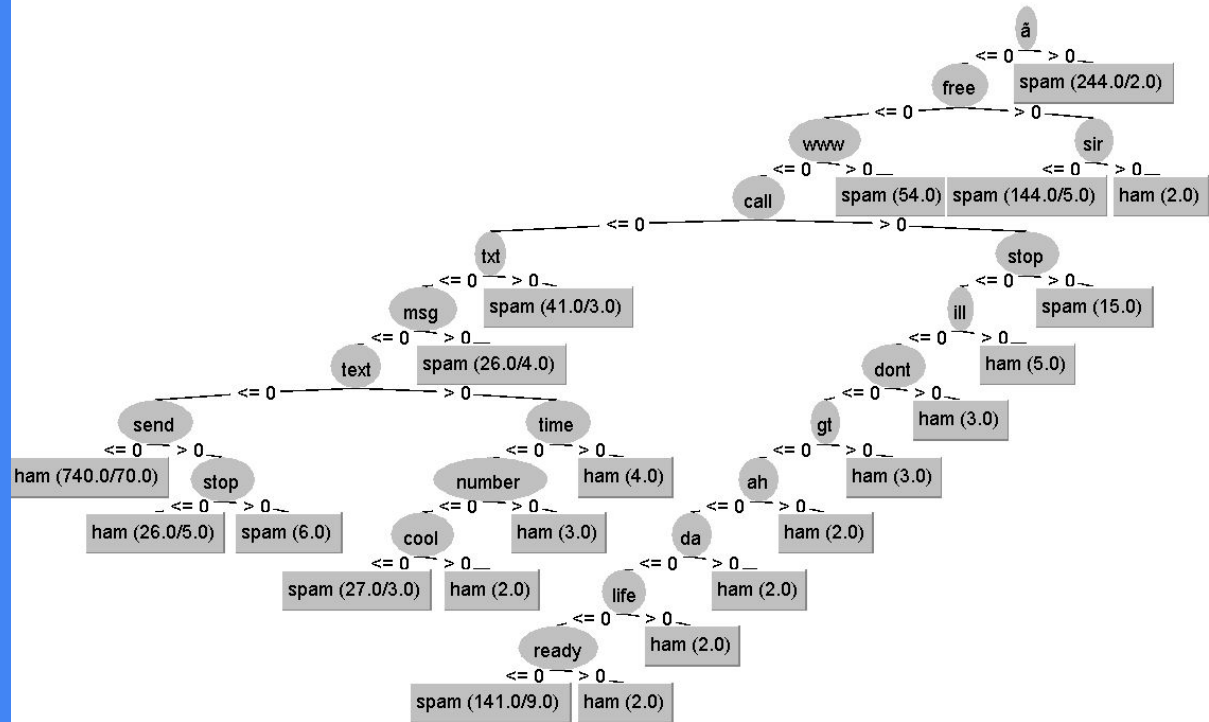 ã
<= 0 > 0
free spam (244.0/2.0)
<= 0 > 0
www sir
<= 0 > 0 <= 0 > 0
call spam (54.0) spam (144.0/5.0) ham (2.0)
<= 0 > 0
txt stop
<= 0 > 0 <= 0 > 0
msg spam (41.0/3.0) ill spam (15.0)
<= 0 > 0 <= 0 > 0
text spam (26.0/4.0) dont ham (5.0)
<= 0 > 0 <= 0 > 0
send time gt ham (3.0)
<= 0 > 0 <= 0 > 0 <= 0 > 0
ham (740.0/70.0) stop number ham (4.0) ah ham (3.0)
<= 0 > 0 <= 0 > 0 <= 0 > 0
ham (26.0/5.0) spam (6.0) cool ham (3.0) da ham (2.0)
<= 0 > 0 <= 0 > 0
spam (27.0/3.0) ham (2.0) life ham (2.0)
<= 0 > 0
ready ham (2.0)
<= 0 > 0
spam (141.0/9.0) ham (2.0)